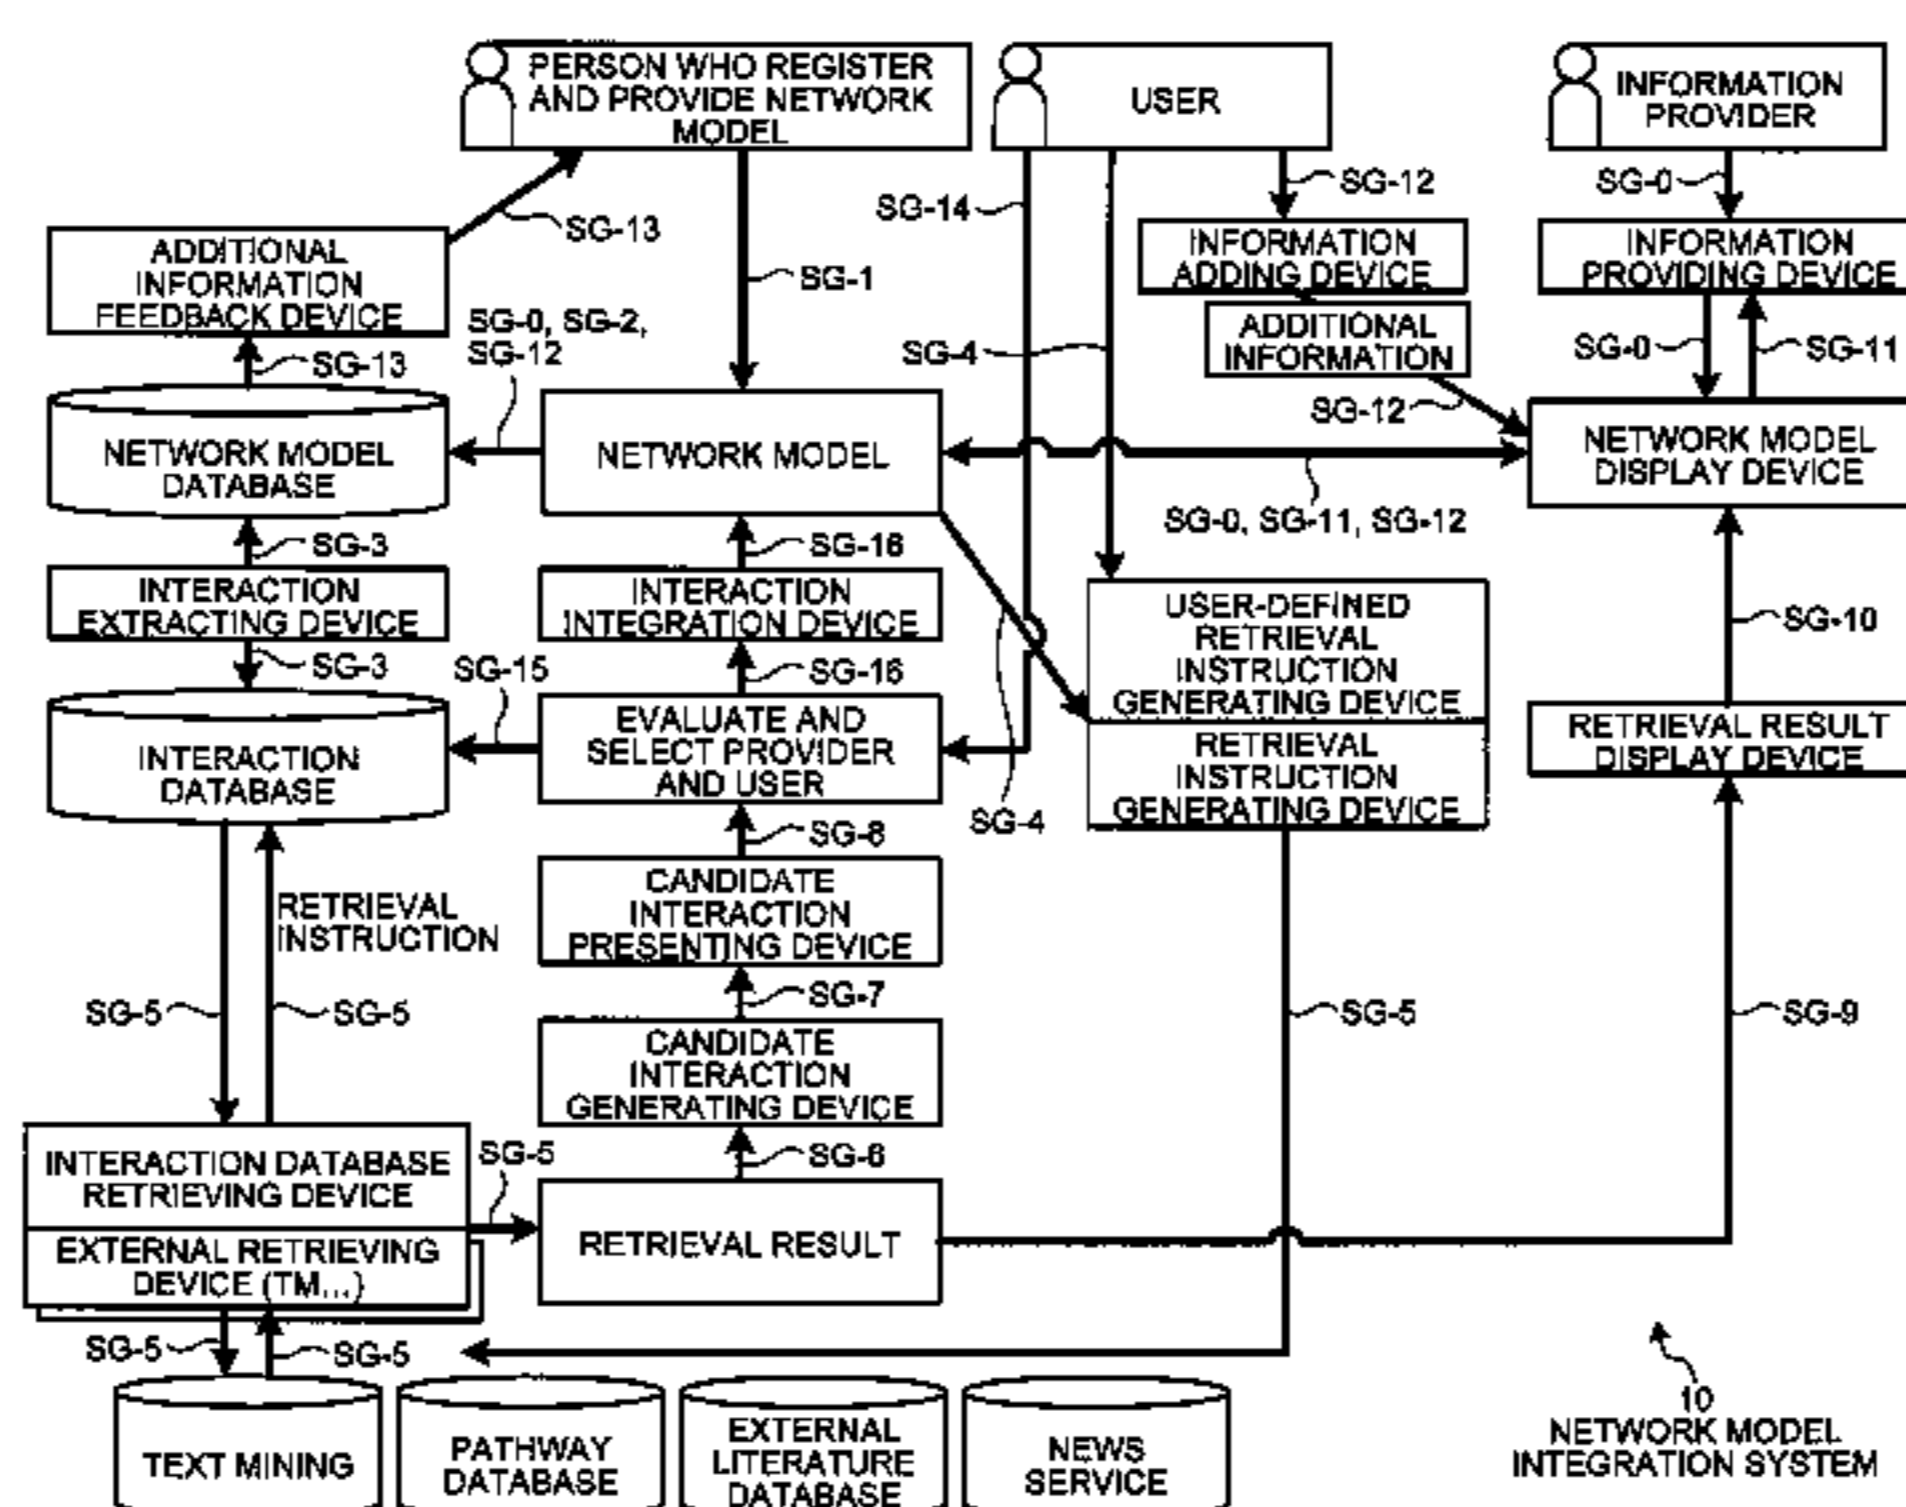 PERSON WHO REGISTER
AND PROVIDE NETWORK
MODEL
USER
INFORMATION
PROVIDER
SG-12
SG-0
SG-14
SG-13
ADDITIONAL
INFORMATION
FEEDBACK DEVICE
SG-1
INFORMATION
ADDING DEVICE
INFORMATION
PROVIDING DEVICE
SG-0, SG-2,
SG-12
SG-4
ADDITIONAL
INFORMATION
SG-0
SG-11
SG-13
SG-12
NETWORK MODEL
DATABASE
NETWORK MODEL
NETWORK MODEL
DISPLAY DEVICE
SG-0, SG-11, SG-12
SG-3
SG-16
INTERACTION
EXTRACTING DEVICE
INTERACTION
INTEGRATION DEVICE
USER-DEFINED
RETRIEVAL
INSTRUCTION
GENERATING DEVICE
SG-10
SG-3
SG-15
SG-16
INTERACTION
DATABASE
EVALUATE AND
SELECT PROVIDER
AND USER
RETRIEVAL
INSTRUCTION
GENERATING DEVICE
RETRIEVAL RESULT
DISPLAY DEVICE
SG-4
SG-8
RETRIEVAL
INSTRUCTION
CANDIDATE
INTERACTION
PRESENTING DEVICE
SG-5
SG-5
SG-7
SG-5
SG-9
CANDIDATE
INTERACTION
GENERATING DEVICE
INTERACTION DATABASE
RETRIEVING DEVICE
SG-5
SG-6
EXTERNAL RETRIEVING
DEVICE (TM...)
RETRIEVAL RESULT
SG-5
SG-5
TEXT MINING
PATHWAY
DATABASE
EXTERNAL
LITERATURE
DATABASE
NEWS
SERVICE
10
NETWORK MODEL
INTEGRATION SYSTEM